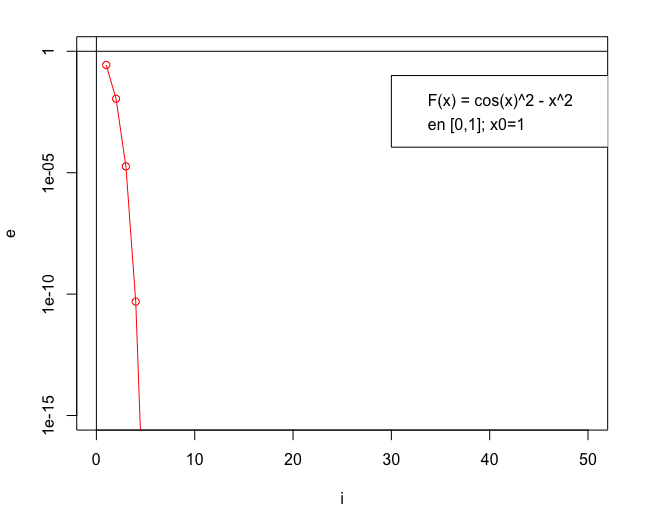 1
1e-05
1e-10
1e-15
e
F(x) = cos(x)^2 - x^2
en [0,1]; x0=1
0 10 20 30 40 50
i